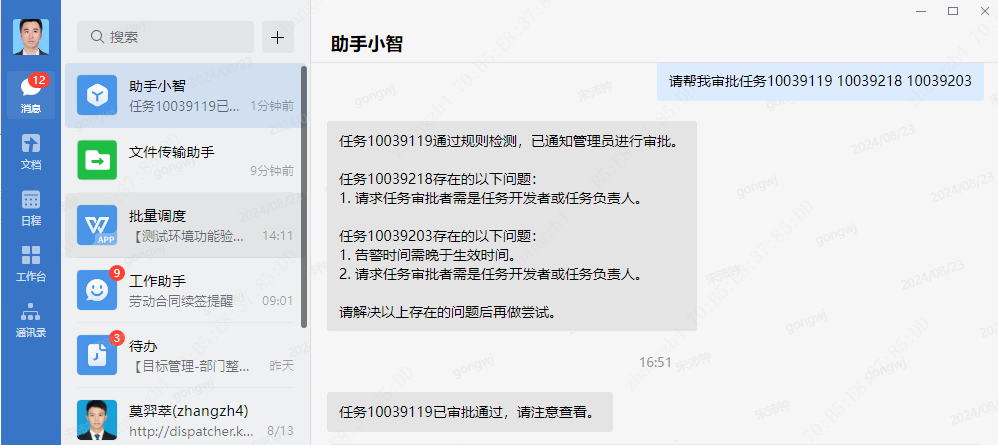 搜索
助手小智
12
消息
文档
日程
工作台
通讯录
助手小智
任务10039119已... 1分钟前
文件传输助手
9分钟前
批量调度
【测试环境功能验... 14:11
APP
9
工作助手
劳动合同续签提醒 09:01
3
待办
【目标管理-部门整... 昨天
莫羿萃(zhangzh4)
http://dispatcher.k... 8/13
请帮我审批任务10039119 10039218 10039203
任务10039119通过规则检测，已通知管理员进行审批。
任务10039218存在的以下问题：
1. 请求任务审批者需是任务开发者或任务负责人。
任务10039203存在的以下问题：
1. 告警时间需晚于生效时间。
2. 请求任务审批者需是任务开发者或任务负责人。
请解决以上存在的问题后再做尝试。
16:51
任务10039119已审批通过，请注意查看。
gongwj
2024/08/23